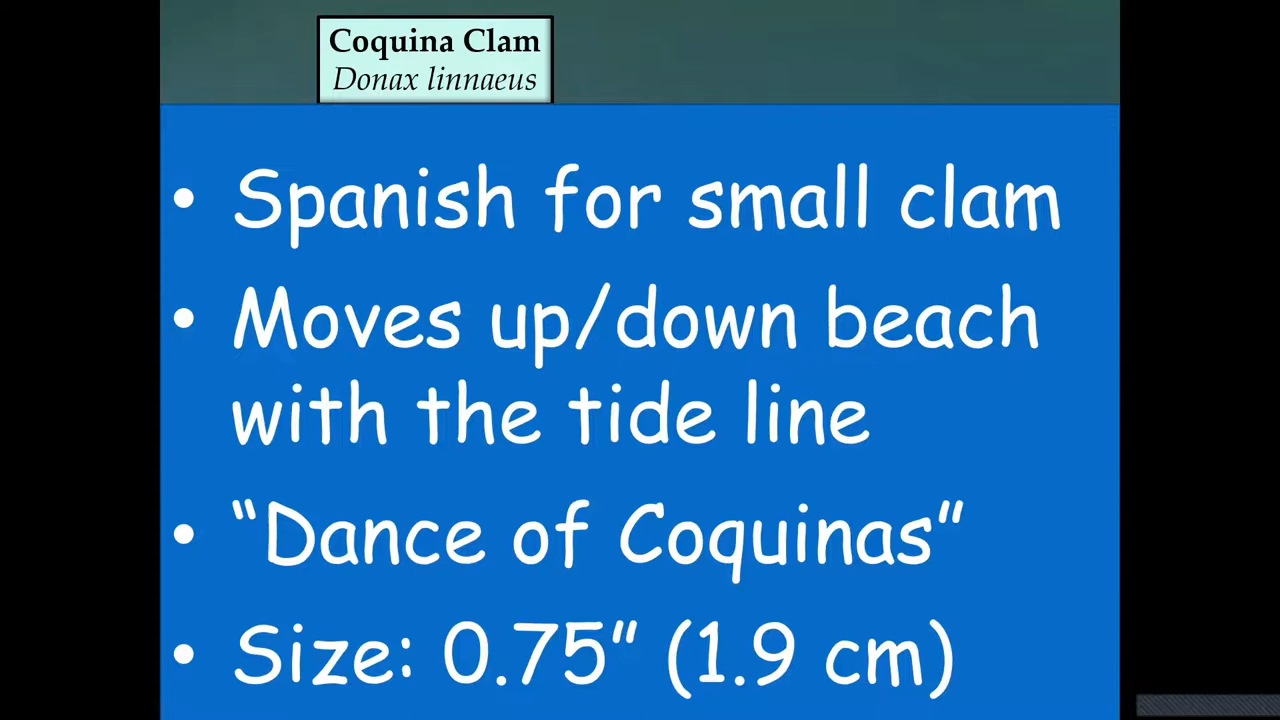 Coquina Clam
Donax linnaeus
• Spanish for small clam
• Moves up/down beach
with the tide line
• “Dance of Coquinas”
• Size: 0.75” (1.9 cm)